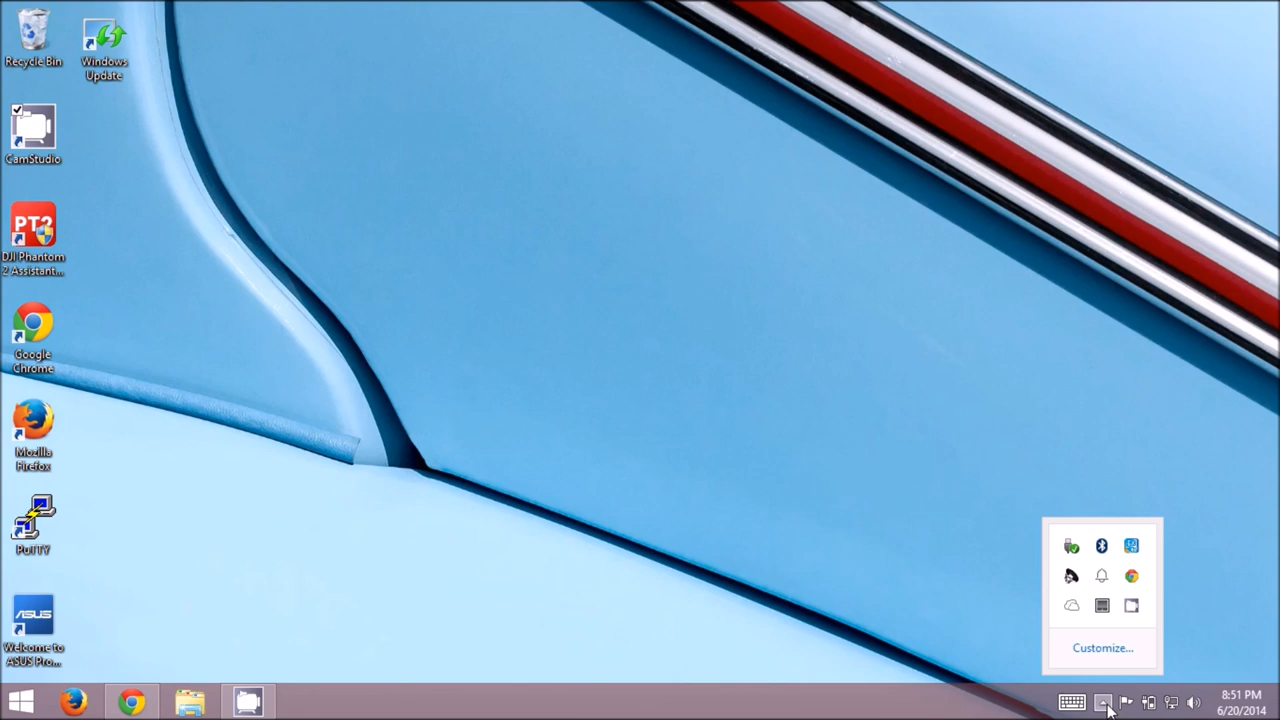 Recycle Bin
Windows
Update
CamStudio
PT2
DJI Phantom
2 Assistant...
Google
Chrome
Mozilla
Firefox
PuTTY
ASUS
Welcome to
ASUS Pro...
Customize...
8:51 PM
6/20/2014